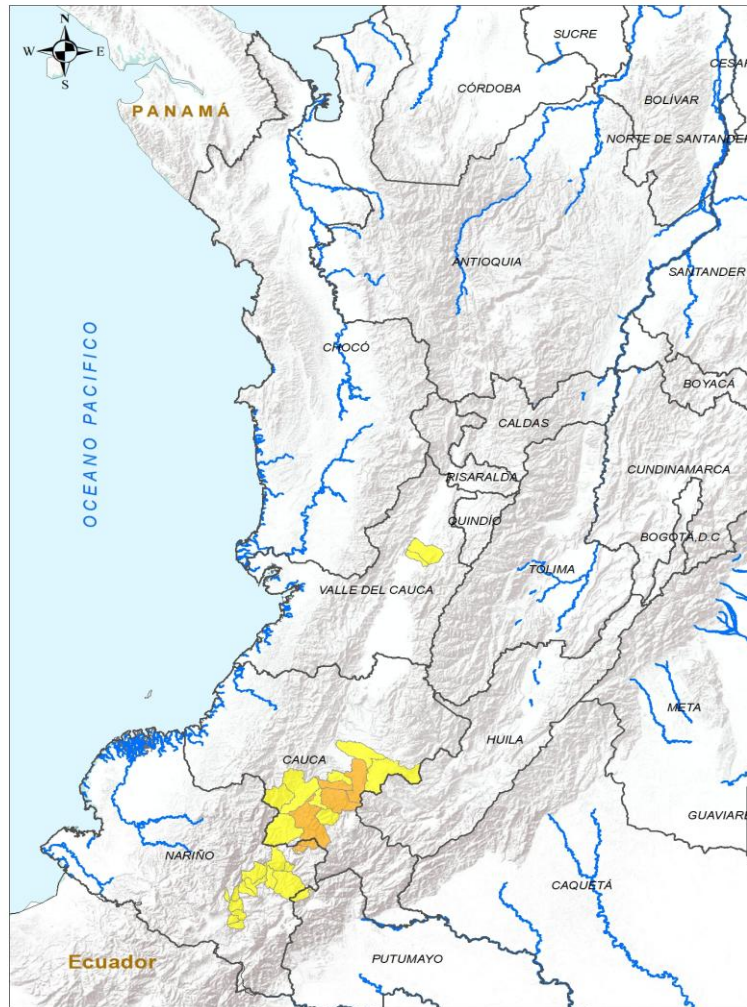 N
W E
S
SUCRE
CÓRDOBA
CESAR
BOLÍVAR
PANAMÁ
NORTE DE SANTANDER
ANTIOQUIA
SANTANDER
OCEANO PACIFICO
CHOCÓ
BOYACÁ
CALDAS
CUNDINAMARCA
RISARALDA
QUINDÍO
BOGOTÁ,D.C
TOLIMA
VALLE DEL CAUCA
META
HUILA
CAUCA
GUAVIARE
NARIÑO
CAQUETÁ
Ecuador
PUTUMAYO